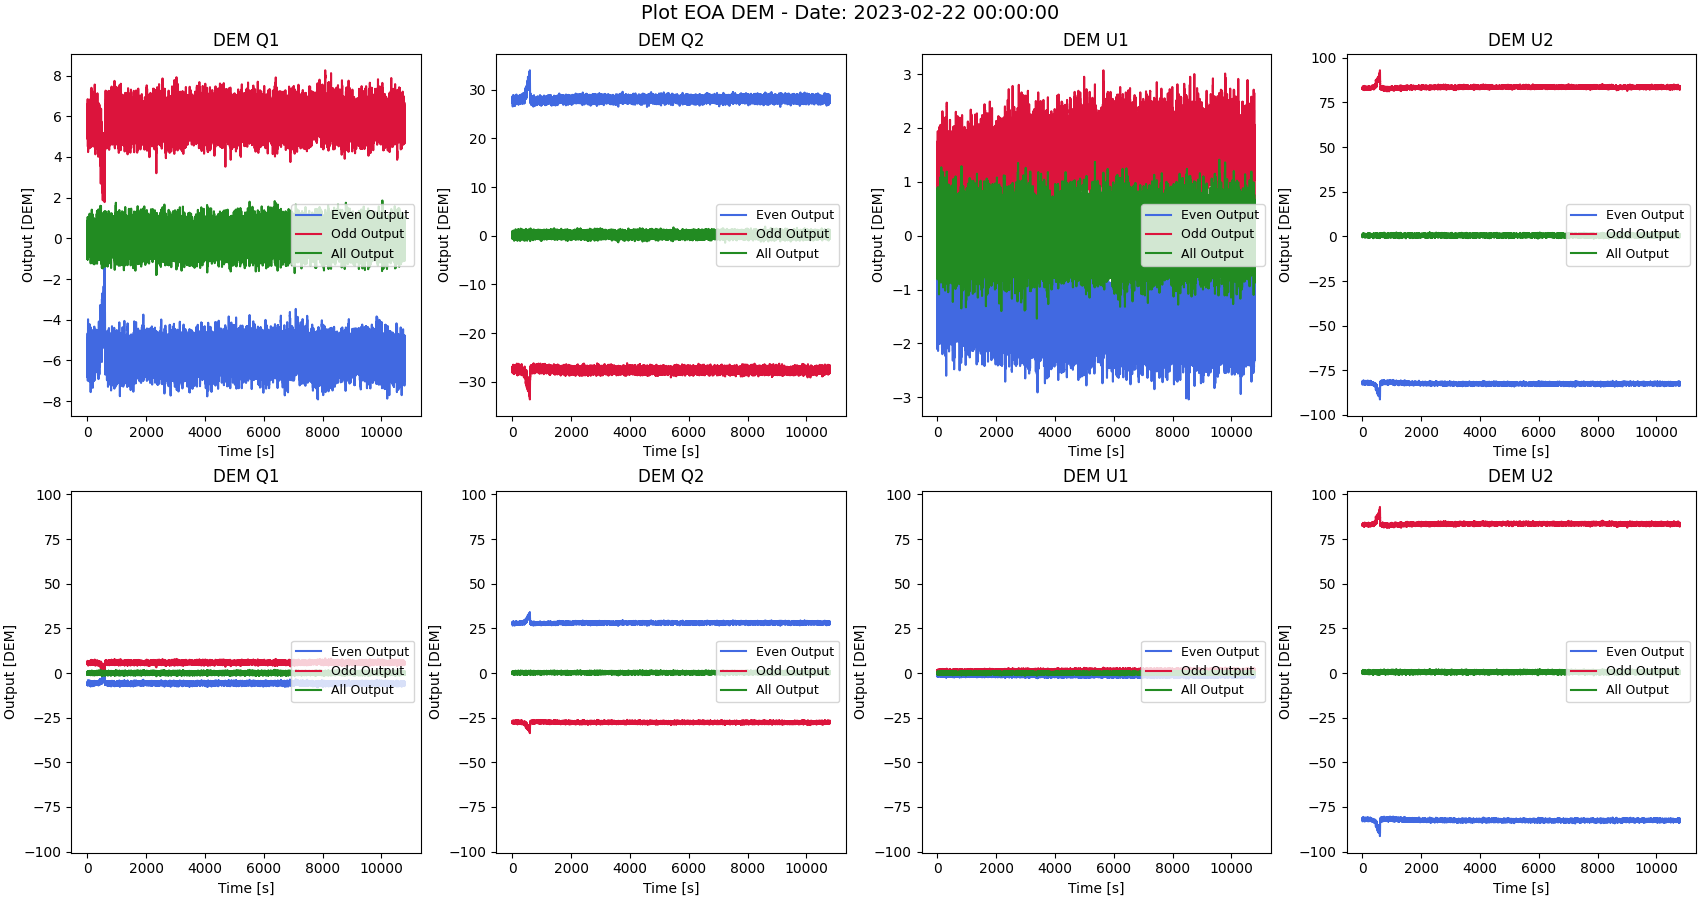 Plot EOA DEM - Date: 2023-02-22 00:00:00
DEM Q1
DEM Q2
DEM U1
DEM U2
Output [DEM]
8
6
4
2
0
−2
−4
−6
−8
0 2000 4000 6000 8000 10000
Time [s]
Even Output
Odd Output
All Output
Output [DEM]
30
20
10
0
−10
−20
−30
0 2000 4000 6000 8000 10000
Time [s]
Even Output
Odd Output
All Output
Output [DEM]
3
2
1
0
−1
−2
−3
0 2000 4000 6000 8000 10000
Time [s]
Even Output
Odd Output
All Output
Output [DEM]
100
75
50
25
0
−25
−50
−75
−100
0 2000 4000 6000 8000 10000
Time [s]
Even Output
Odd Output
All Output
DEM Q1
DEM Q2
DEM U1
DEM U2
Output [DEM]
100
75
50
25
0
−25
−50
−75
−100
0 2000 4000 6000 8000 10000
Time [s]
Even Output
Odd Output
All Output
Output [DEM]
100
75
50
25
0
−25
−50
−75
−100
0 2000 4000 6000 8000 10000
Time [s]
Even Output
Odd Output
All Output
Output [DEM]
100
75
50
25
0
−25
−50
−75
−100
0 2000 4000 6000 8000 10000
Time [s]
Even Output
Odd Output
All Output
Output [DEM]
100
75
50
25
0
−25
−50
−75
−100
0 2000 4000 6000 8000 10000
Time [s]
Even Output
Odd Output
All Output